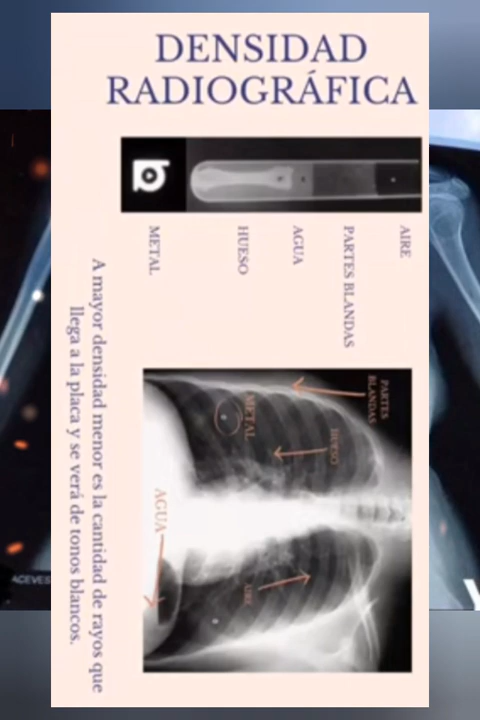 DENSIDAD
RADIOGRÁFICA
METAL
HUESO
AGUA
PARTES BLANDAS
AIRE
A mayor densidad menor es la cantidad de rayos que
llega a la placa y se verá de tonos blancos.
PARTES
BLANDAS
METAL
HUESO
AGUA
AIRE
ACEVES